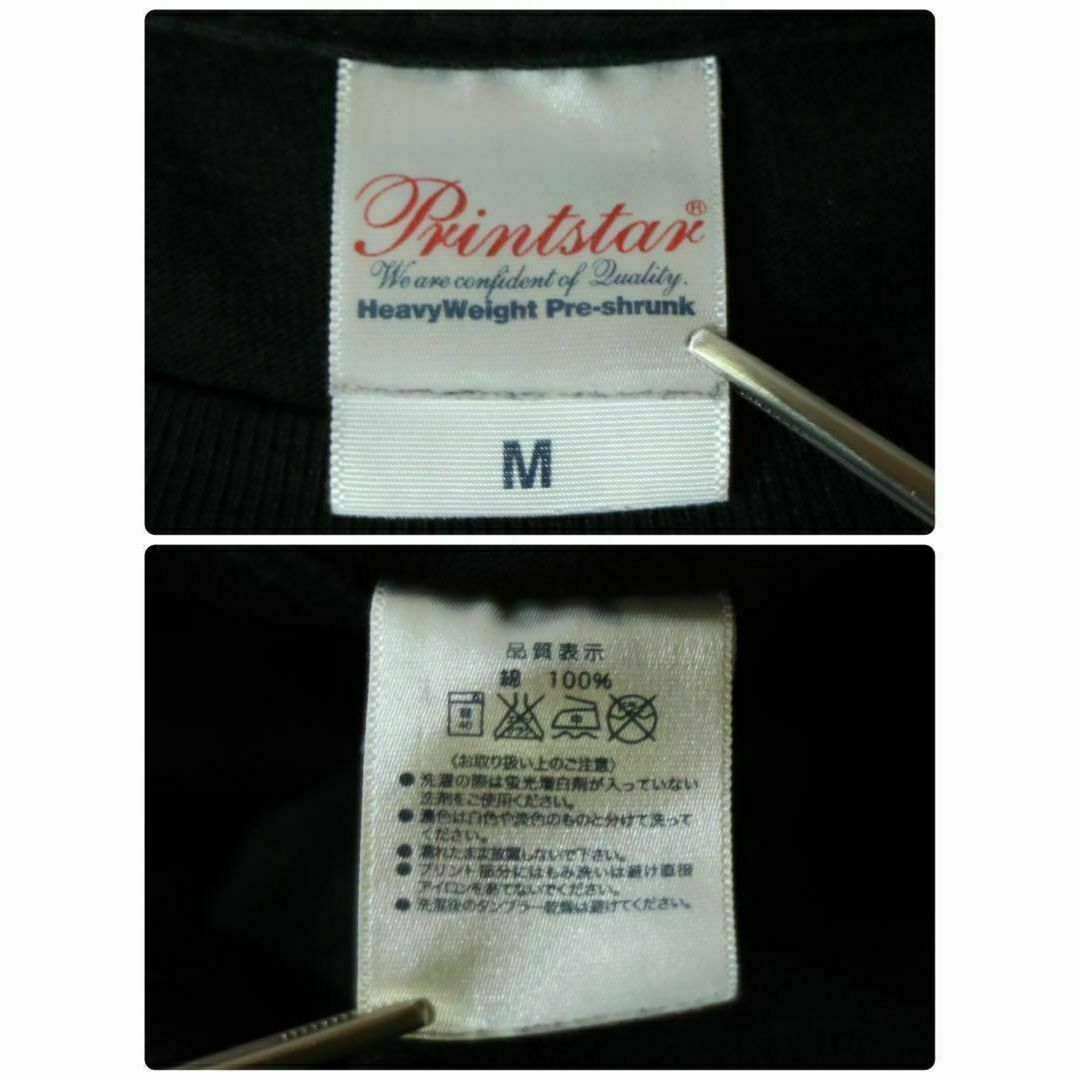 Printstar®
We are confident of Quality.
HeavyWeight Pre-shrunk
M
品質表示
綿 100%
40
中
〈お取り扱い上のご注意〉
● 洗濯の際は蛍光増白剤が入っていない
洗剤をご使用ください。
● 濃色は白色や淡色のものと分けて洗って
ください。
● 濡れたまま放置しないで下さい。
● プリント部分にはもみ洗いは避け直接
アイロンをあてないでください。
● 洗濯後のタンブラー乾燥は避けてください。